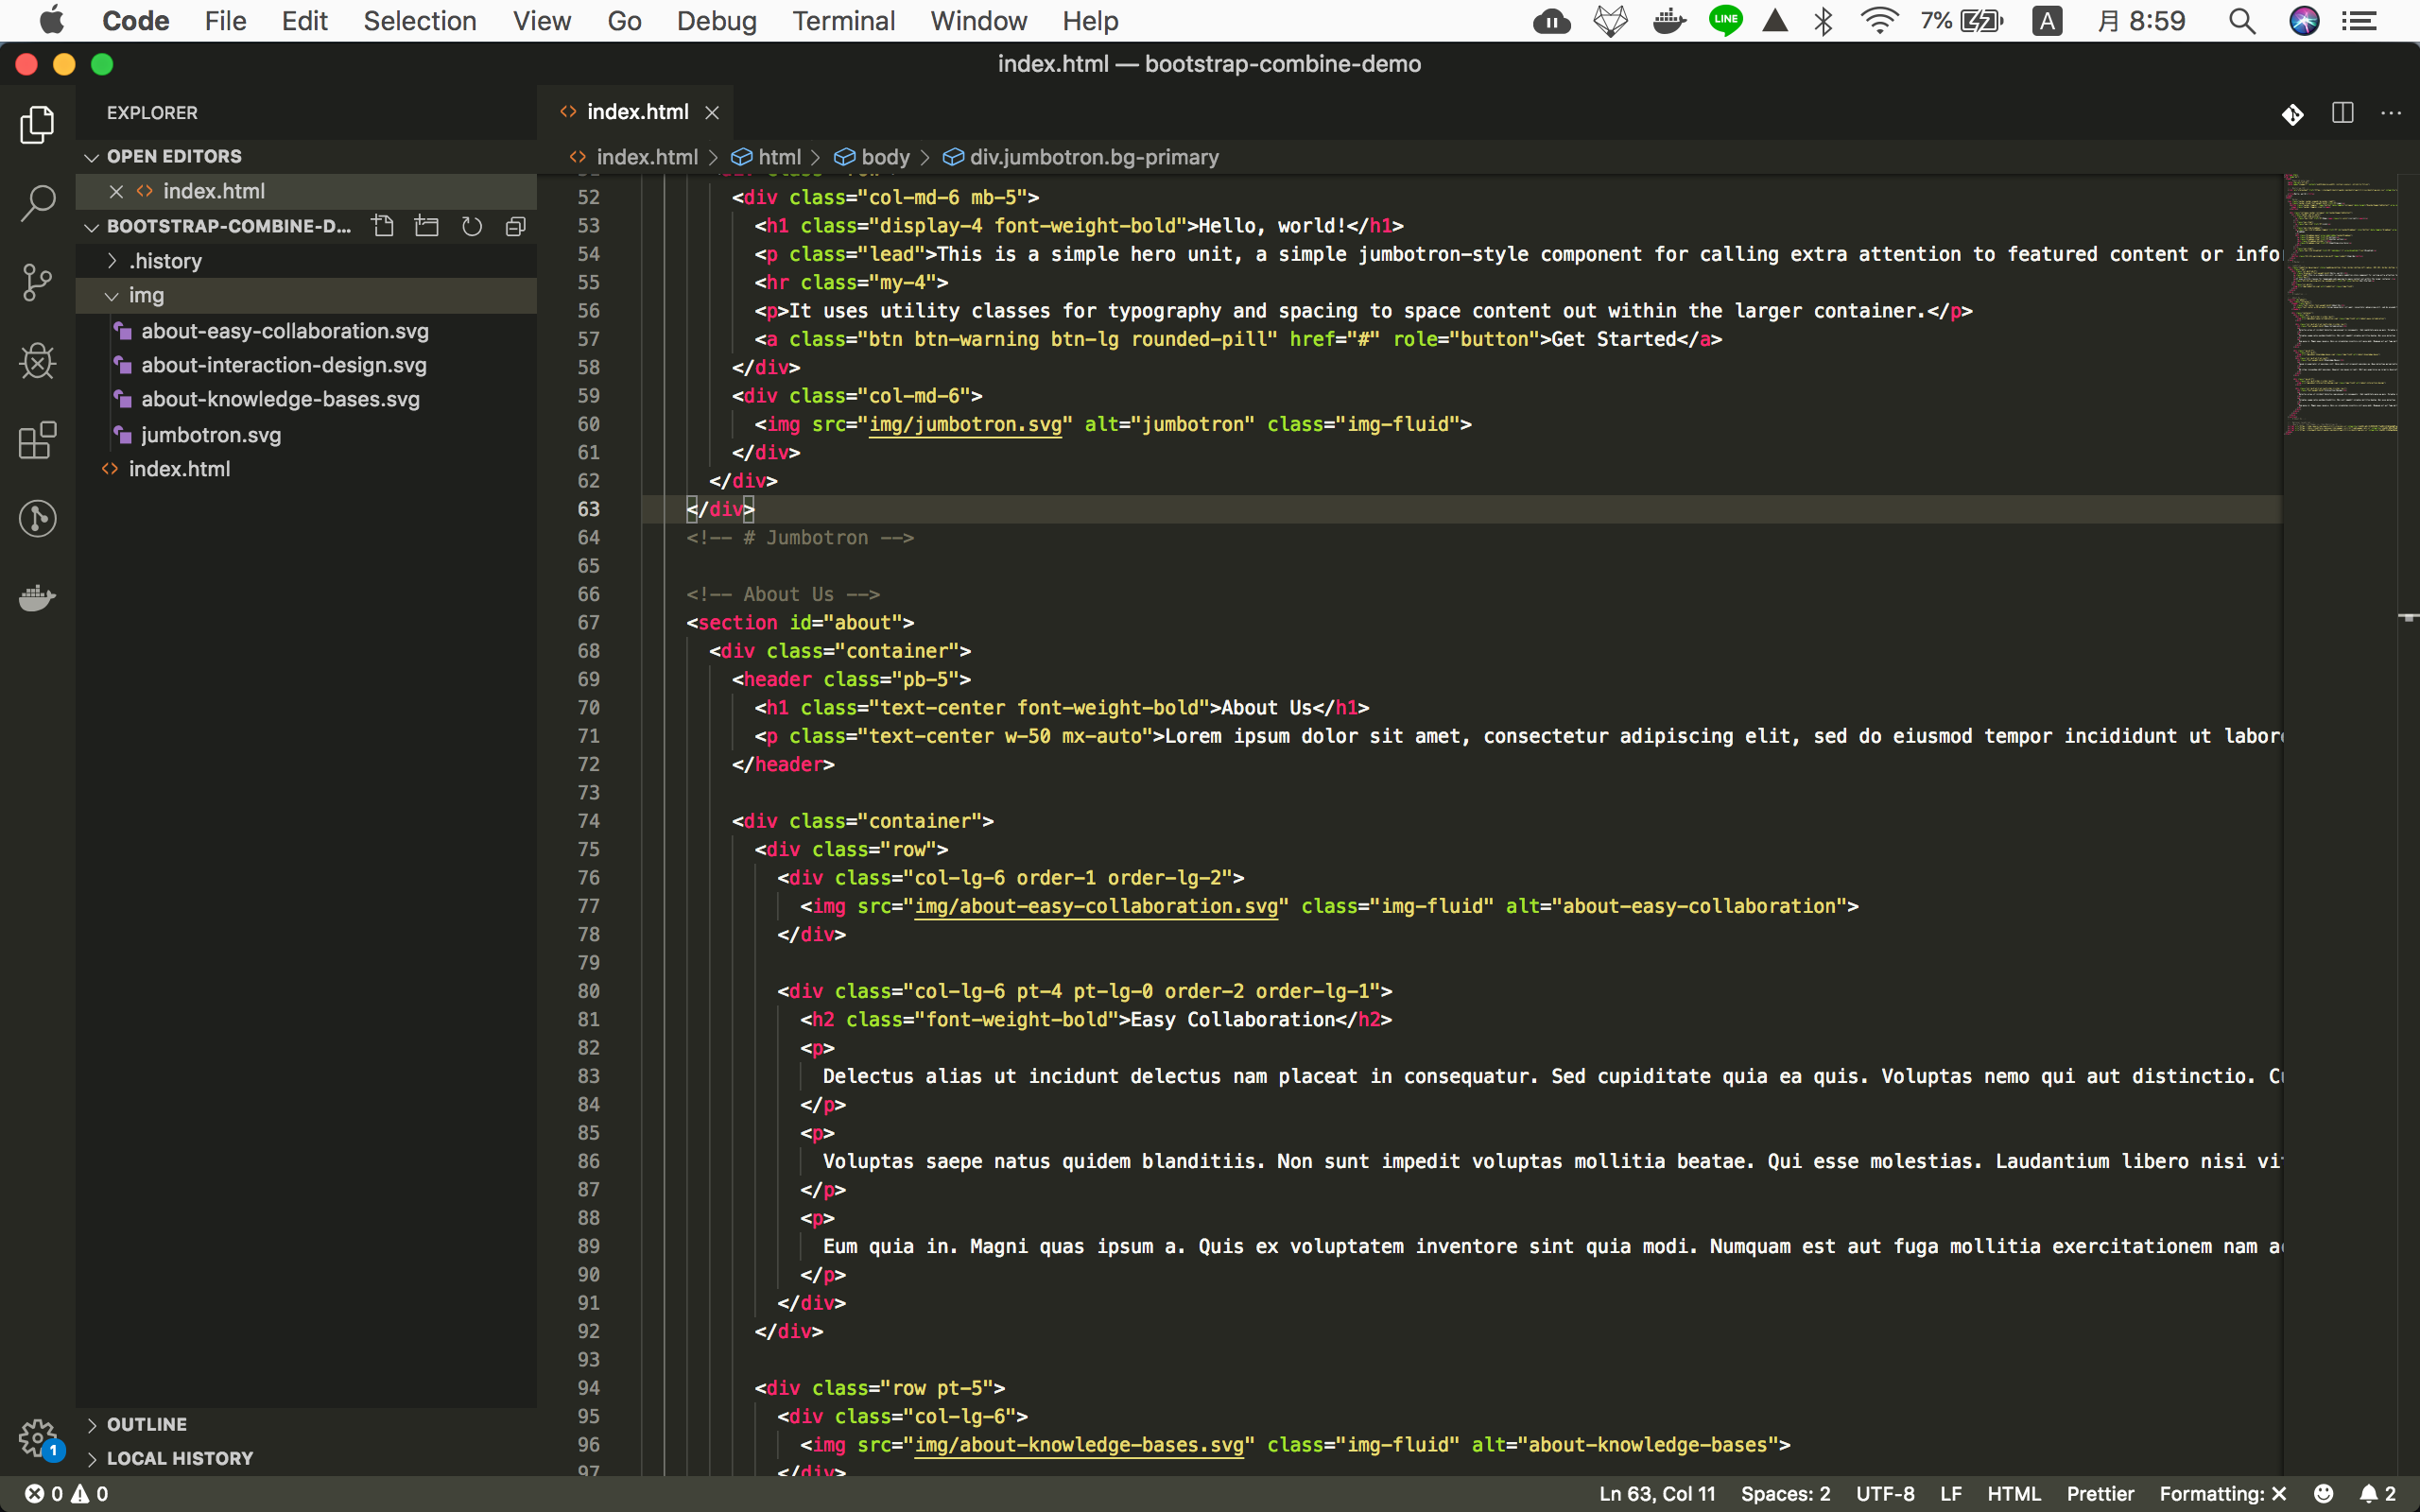 Code File Edit Selection View Go Debug Terminal Window Help LINE 7% A 月 8:59
index.html — bootstrap-combine-demo
EXPLORER
OPEN EDITORS
index.html
BOOTSTRAP-COMBINE-D...
.history
img
about-easy-collaboration.svg
about-interaction-design.svg
about-knowledge-bases.svg
jumbotron.svg
index.html
OUTLINE
LOCAL HISTORY
1
index.html
index.html > html > body > div.jumbotron.bg-primary
52 <div class="col-md-6 mb-5">
53 <h1 class="display-4 font-weight-bold">Hello, world!</h1>
54 <p class="lead">This is a simple hero unit, a simple jumbotron-style component for calling extra attention to featured content or info
55 <hr class="my-4">
56 <p>It uses utility classes for typography and spacing to space content out within the larger container.</p>
57 <a class="btn btn-warning btn-lg rounded-pill" href="#" role="button">Get Started</a>
58 </div>
59 <div class="col-md-6">
60 <img src="img/jumbotron.svg" alt="jumbotron" class="img-fluid">
61 </div>
62 </div>
63 </div>
64 <!-- # Jumbotron -->
65
66 <!-- About Us -->
67 <section id="about">
68 <div class="container">
69 <header class="pb-5">
70 <h1 class="text-center font-weight-bold">About Us</h1>
71 <p class="text-center w-50 mx-auto">Lorem ipsum dolor sit amet, consectetur adipiscing elit, sed do eiusmod tempor incididunt ut labor
72 </header>
73
74 <div class="container">
75 <div class="row">
76 <div class="col-lg-6 order-1 order-lg-2">
77 <img src="img/about-easy-collaboration.svg" class="img-fluid" alt="about-easy-collaboration">
78 </div>
79
80 <div class="col-lg-6 pt-4 pt-lg-0 order-2 order-lg-1">
81 <h2 class="font-weight-bold">Easy Collaboration</h2>
82 <p>
83 Delectus alias ut incidunt delectus nam placeat in consequatur. Sed cupiditate quia ea quis. Voluptas nemo qui aut distinctio. C
84 </p>
85 <p>
86 Voluptas saepe natus quidem blanditiis. Non sunt impedit voluptas mollitia beatae. Qui esse molestias. Laudantium libero nisi vi
87 </p>
88 <p>
89 Eum quia in. Magni quas ipsum a. Quis ex voluptatem inventore sint quia modi. Numquam est aut fuga mollitia exercitationem nam a
90 </p>
91 </div>
92 </div>
93
94 <div class="row pt-5">
95 <div class="col-lg-6">
96 <img src="img/about-knowledge-bases.svg" class="img-fluid" alt="about-knowledge-bases">
97 </div>
0 0 Ln 63, Col 11 Spaces: 2 UTF-8 LF HTML Prettier Formatting: ✕ 2